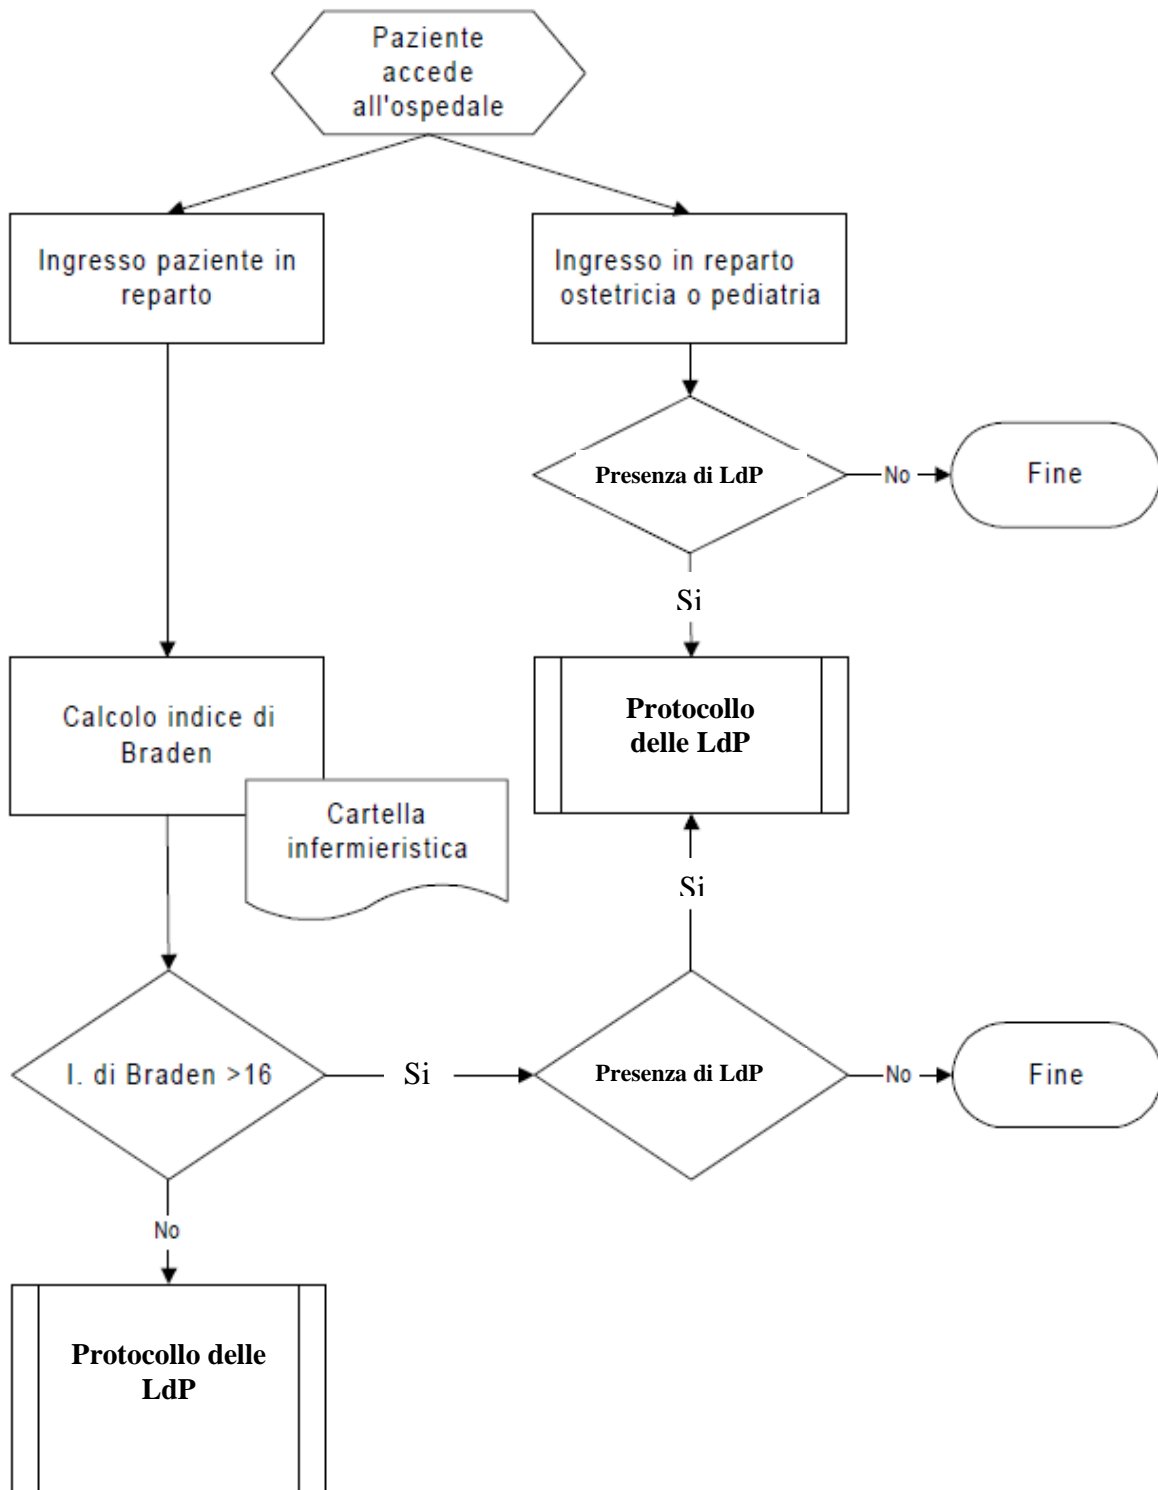 Paziente
accede
all'ospedale
Ingresso paziente in
reparto
Ingresso in reparto
ostetricia o pediatria
Presenza di LdP
No
Fine
Si
Calcolo indice di
Braden
Protocollo
delle LdP
Cartella
infermieristica
Si
I. di Braden >16
Si
Presenza di LdP
No
Fine
No
Protocollo delle
LdP